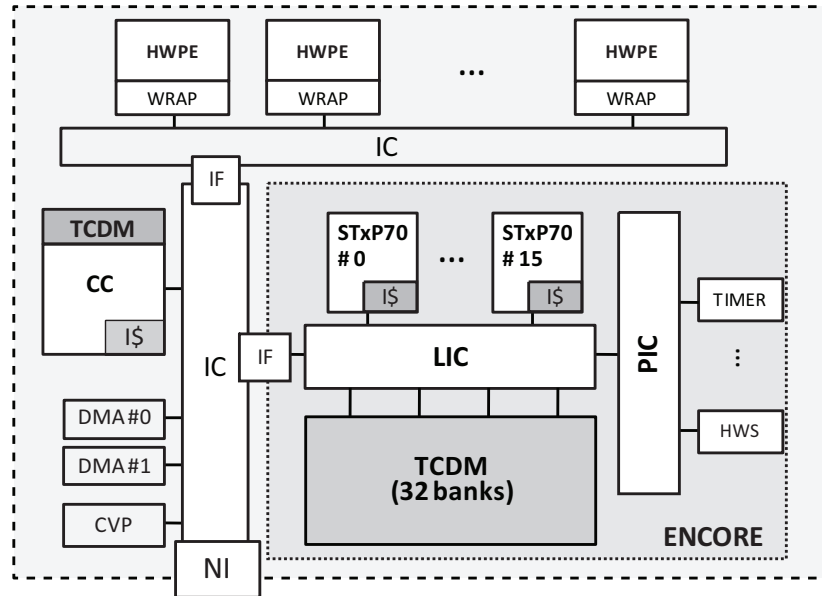 HWPE
HWPE
...
HWPE
WRAP
WRAP
WRAP
IC
IF
TCDM
CC
I$
STxP70
# 0
I$
...
STxP70
# 15
I$
IC
IF
LIC
PIC
TIMER
...
HWS
DMA#0
DMA#1
CVP
TCDM
(32 banks)
ENCORE
NI